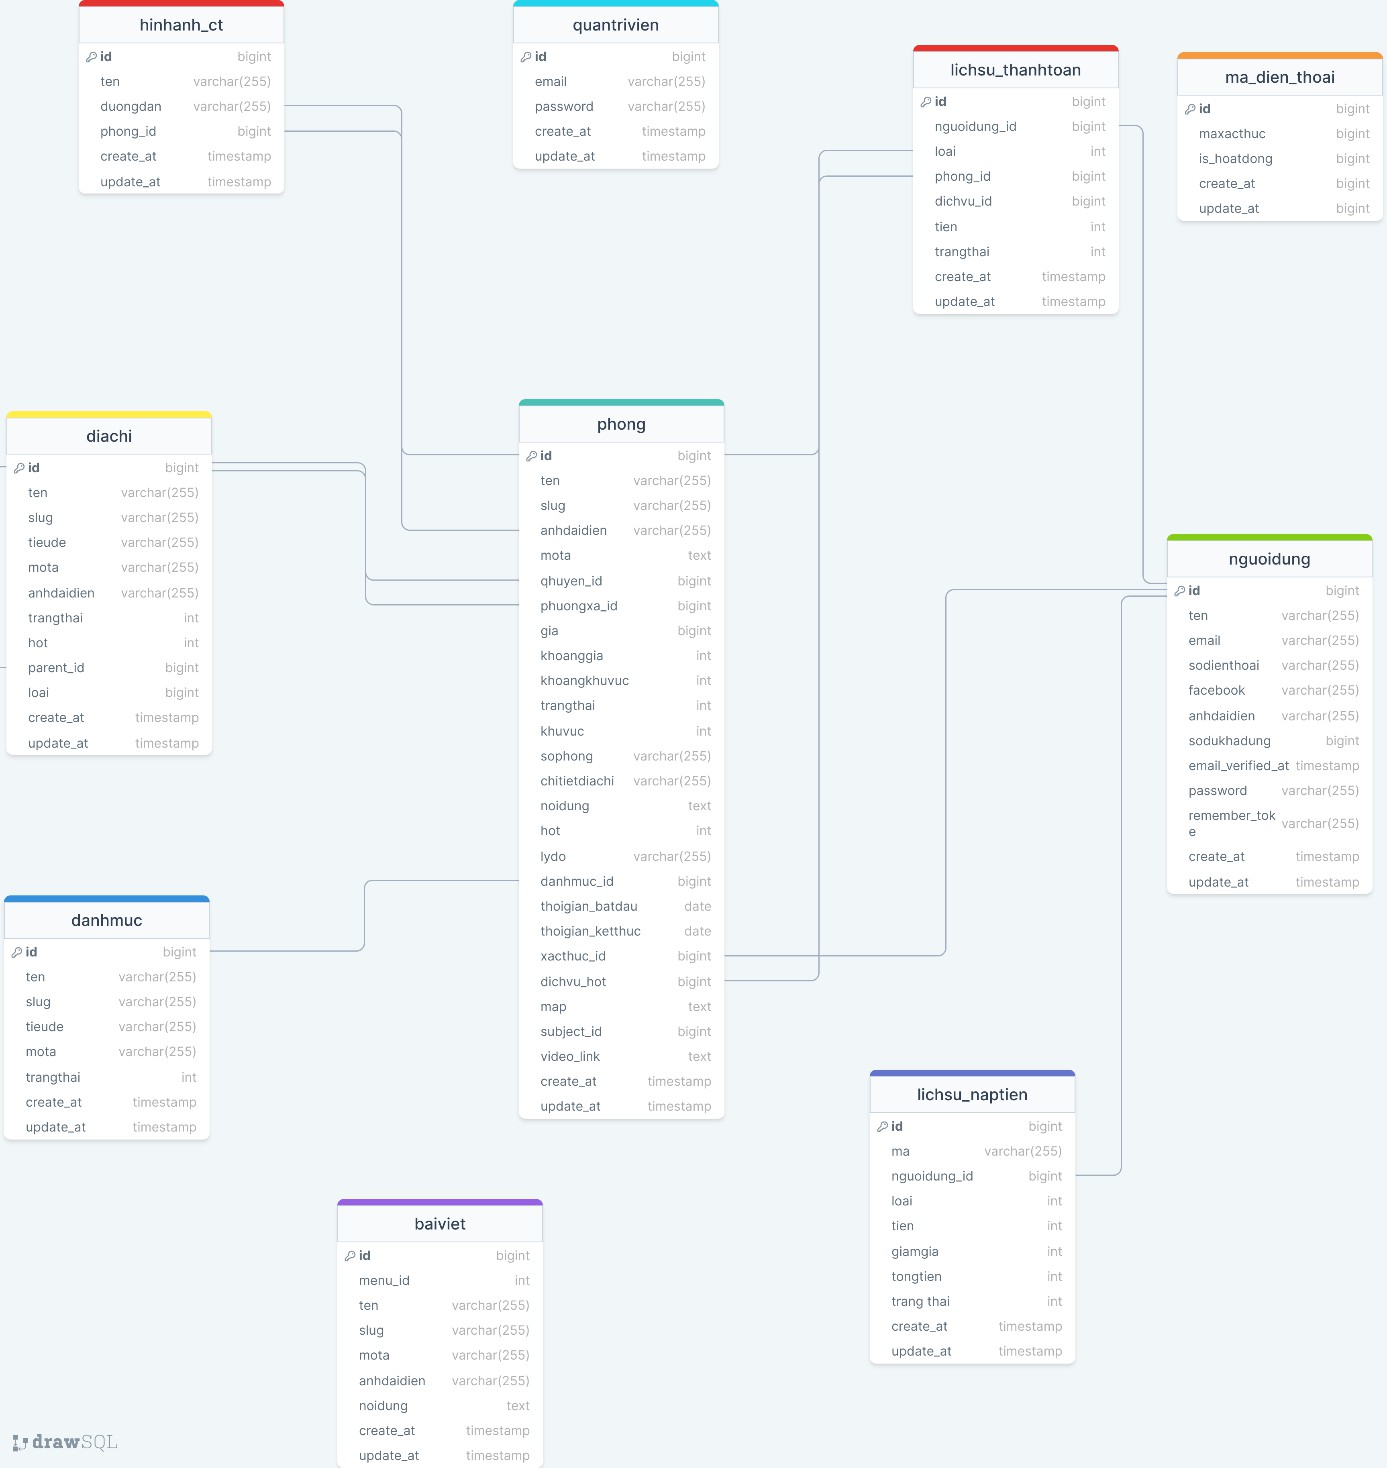 hinhanh_ct
id bigint
ten varchar(255)
duongdan varchar(255)
phong_id bigint
create_at timestamp
update_at timestamp
quantrivien
id bigint
email varchar(255)
password varchar(255)
create_at timestamp
update_at timestamp
lichsu_thanhtoan
id bigint
nguoidung_id bigint
loai int
phong_id bigint
dichvu_id bigint
tien int
trangthai int
create_at timestamp
update_at timestamp
ma_dien_thoai
id bigint
maxacthuc bigint
is_hoatdong bigint
create_at bigint
update_at bigint
diachi
id bigint
ten varchar(255)
slug varchar(255)
tieude varchar(255)
mota varchar(255)
anhdaidien varchar(255)
trangthai int
hot int
parent_id bigint
loai bigint
create_at timestamp
update_at timestamp
phong
id bigint
ten varchar(255)
slug varchar(255)
anhdaidien varchar(255)
mota text
qhuyen_id bigint
phuongxa_id bigint
gia bigint
khoanggia int
khoangkhuvuc int
trangthai int
khuvuc int
sophong varchar(255)
chitietdiachi varchar(255)
noidung text
hot int
lydo varchar(255)
danhmuc_id bigint
thoigian_batdau date
thoigian_ketthuc date
xacthuc_id bigint
dichvu_hot bigint
map text
subject_id bigint
video_link text
create_at timestamp
update_at timestamp
nguoidung
id bigint
ten varchar(255)
email varchar(255)
sodienthoai varchar(255)
facebook varchar(255)
anhdaidien varchar(255)
sodukhadung bigint
email_verified_at timestamp
password varchar(255)
remember_tok
e varchar(255)
create_at timestamp
update_at timestamp
danhmuc
id bigint
ten varchar(255)
slug varchar(255)
tieude varchar(255)
mota varchar(255)
trangthai int
create_at timestamp
update_at timestamp
lichsu_naptien
id bigint
ma varchar(255)
nguoidung_id bigint
loai int
tien int
giamgia int
tongtien int
trang thai int
create_at timestamp
update_at timestamp
baiviet
id bigint
menu_id int
ten varchar(255)
slug varchar(255)
mota varchar(255)
anhdaidien varchar(255)
noidung text
create_at timestamp
update_at timestamp
drawSQL